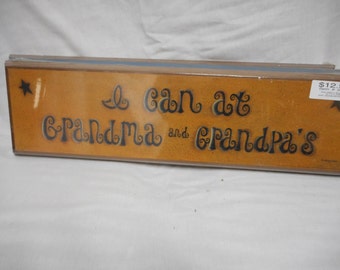 I can at
Grandma and Grandpa's
$12.